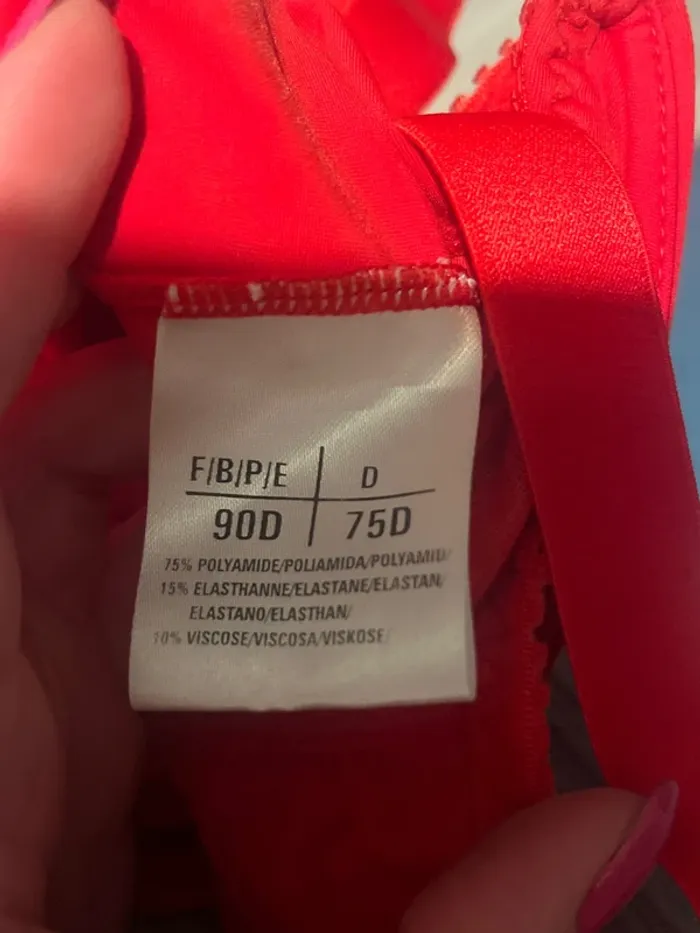 F/B/P/E D
90D 75D
75% POLYAMIDE/POLIAMIDA/POLYAMID/
15% ELASTHANNE/ELASTANE/ELASTAN/
ELASTANO/ELASTHAN/
10% VISCOSE/VISCOSA/VISKOSE/